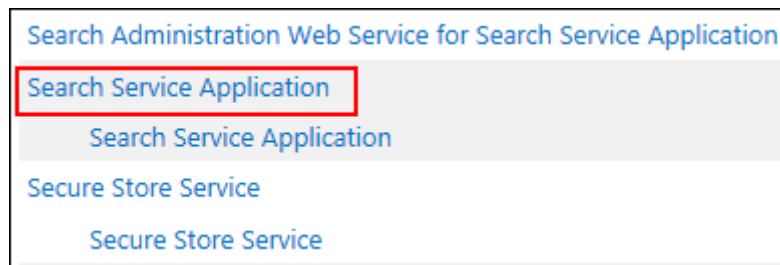 Search Administration Web Service for Search Service Application
Search Service Application
Search Service Application
Secure Store Service
Secure Store Service